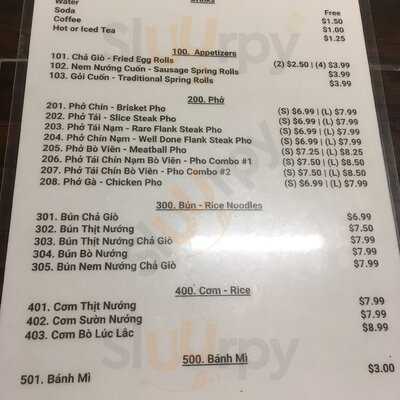 Drinks
Water Free
Soda $1.50
Coffee $1.00
Hot or Iced Tea $1.25
100. Appetizers
101. Chả Giò - Fried Egg Rolls (2) $2.50 | (4) $3.99
102. Nem Nướng Cuốn - Sausage Spring Rolls $3.99
103. Gỏi Cuốn - Traditional Spring Rolls $3.99
200. Phở
201. Phở Chín - Brisket Pho (S) $6.99 | (L) $7.99
202. Phở Tái - Slice Steak Pho (S) $6.99 | (L) $7.99
203. Phở Tái Nạm - Rare Flank Steak Pho (S) $6.99 | (L) $7.99
204. Phở Chín Nạm - Well Done Flank Steak Pho (S) $6.99 | (L) $7.99
205. Phở Bò Viên - Meatball Pho (S) $7.25 | (L) $8.25
206. Phở Tái Chín Nạm Bò Viên - Pho Combo #1 (S) $7.50 | (L) $8.50
207. Phở Tái Chín Bò Viên - Pho Combo #2 (S) $7.50 | (L) $8.50
208. Phở Gà - Chicken Pho (S) $6.99 | (L) $7.99
300. Bún - Rice Noodles
301. Bún Chả Giò $6.99
302. Bún Thịt Nướng $7.50
303. Bún Thịt Nướng Chả Giò $7.99
304. Bún Bò Nướng $7.99
305. Bún Nem Nướng Chả Giò $7.99
400. Cơm - Rice
401. Cơm Thịt Nướng $7.99
402. Cơm Sườn Nướng $7.99
403. Cơm Bò Lúc Lắc $8.99
500. Bánh Mì
501. Bánh Mì $3.00
Sluurpy
Sluurpy
Sluurpy